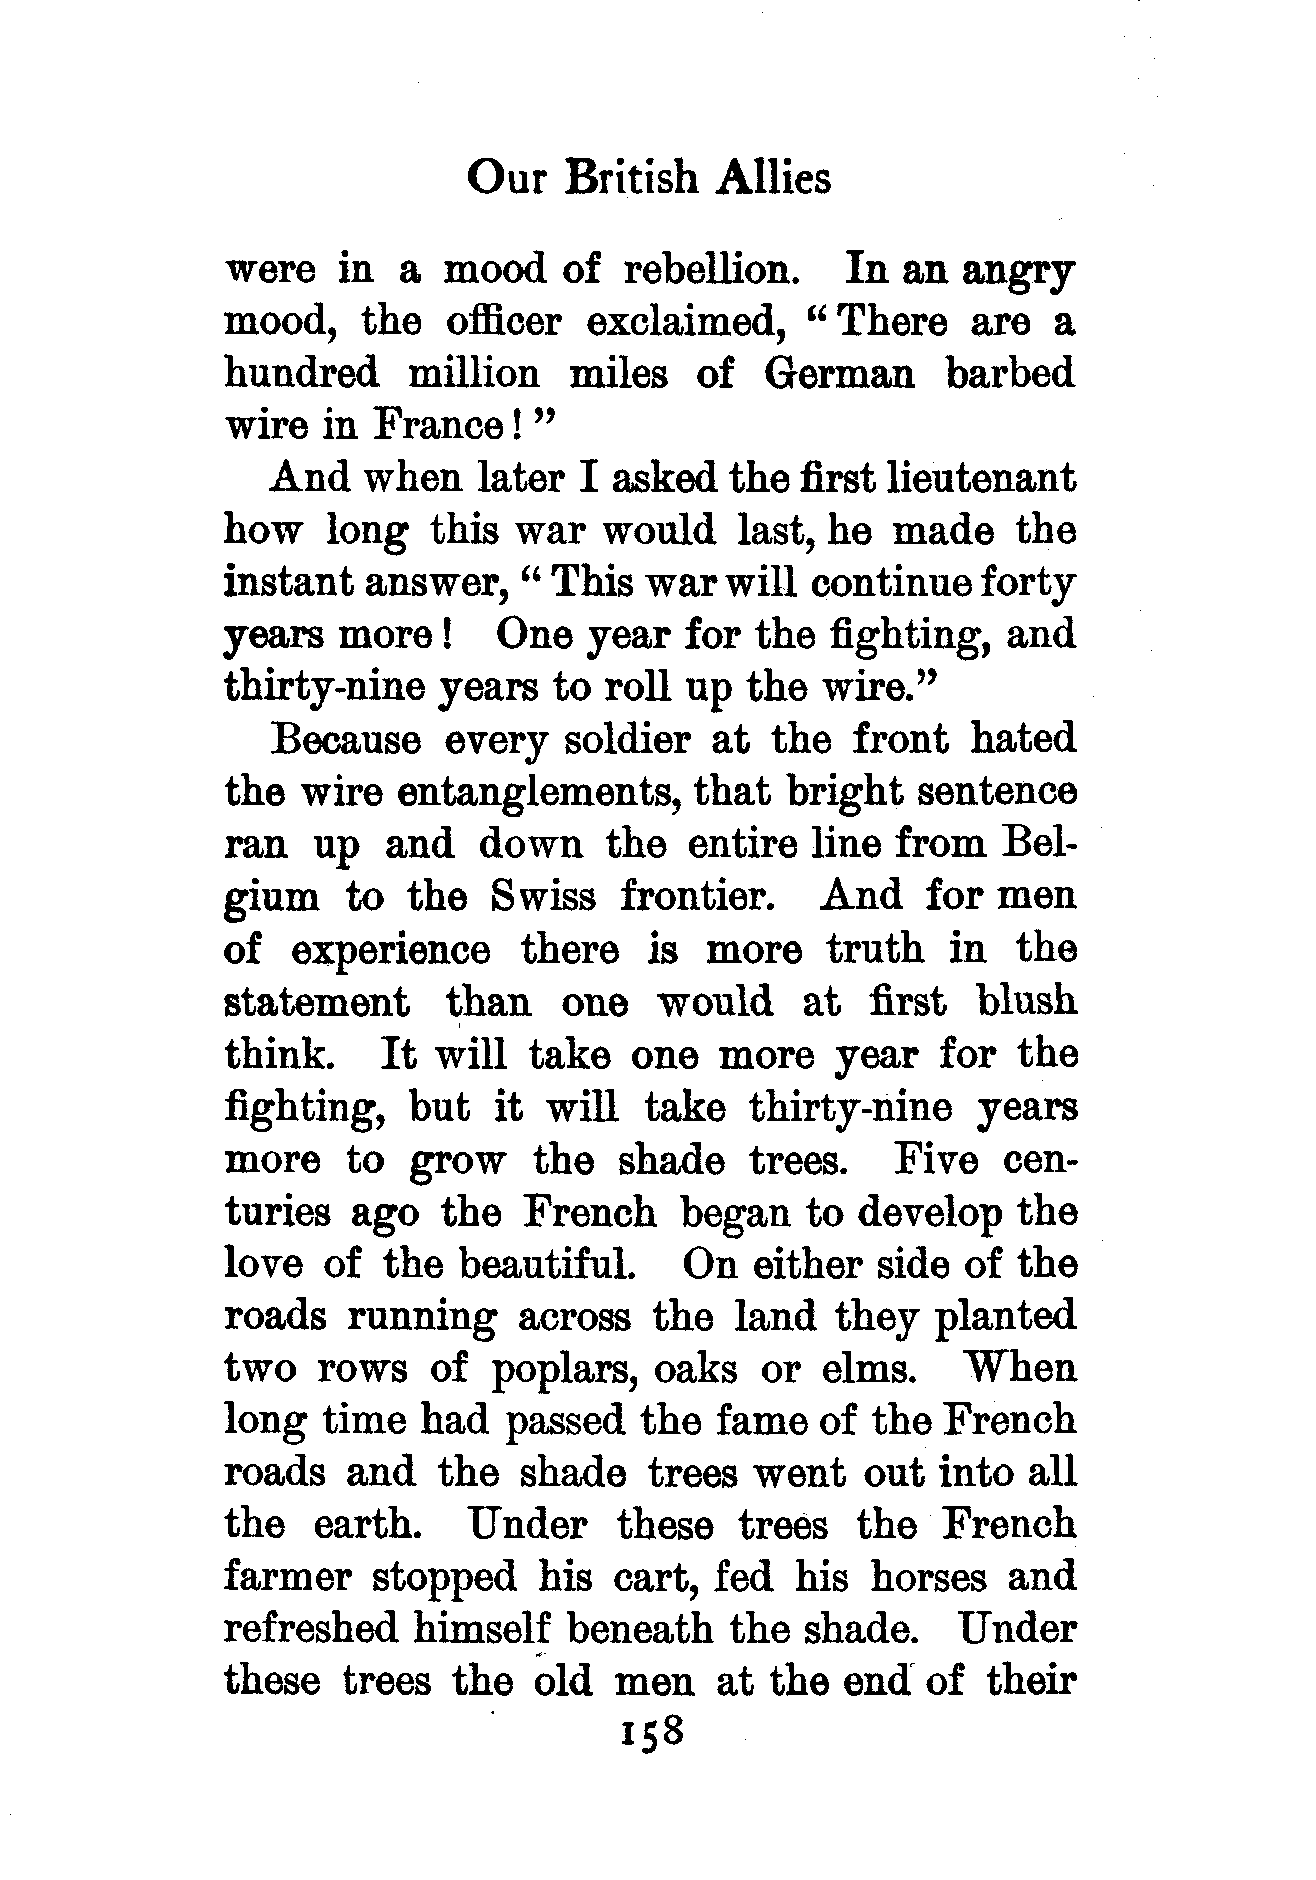 Our British Allies
were in a mood of rebellion. In an angry
mood, the officer exclaimed, “There are a
hundred million miles of German barbed
wire in France!”
And when later I asked the first lieutenant
how long this war would last, he made the
instant answer, “This war will continue forty
years more! One year for the fighting, and
thirty-nine years to roll up the wire.”
Because every soldier at the front hated
the wire entanglements, that bright sentence
ran up and down the entire line from Bel-
gium to the Swiss frontier. And for men
of experience there is more truth in the
statement than one would at first blush
think. It will take one more year for the
fighting, but it will take thirty-nine years
more to grow the shade trees. Five cen-
turies ago the French began to develop the
love of the beautiful. On either side of the
roads running across the land they planted
two rows of poplars, oaks or elms. When
long time had passed the fame of the French
roads and the shade trees went out into all
the earth. Under these trees the French
farmer stopped his cart, fed his horses and
refreshed himself beneath the shade. Under
these trees the old men at the end of their
158